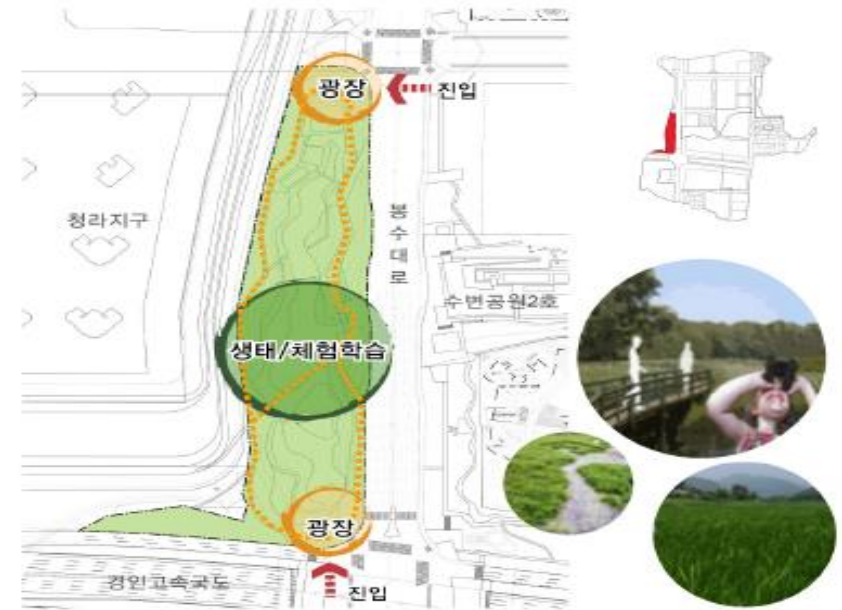 광장
진입
청라지구
봉수대로
수변공원2호
생태/체험학습
광장
경인고속국도
진입